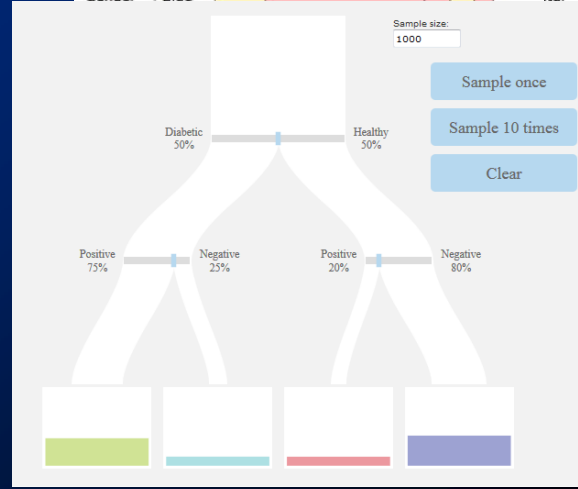 Sample size:
1000
Sample once
Sample 10 times
Clear
Diabetic
50%
Healthy
50%
Positive
75%
Negative
25%
Positive
20%
Negative
80%